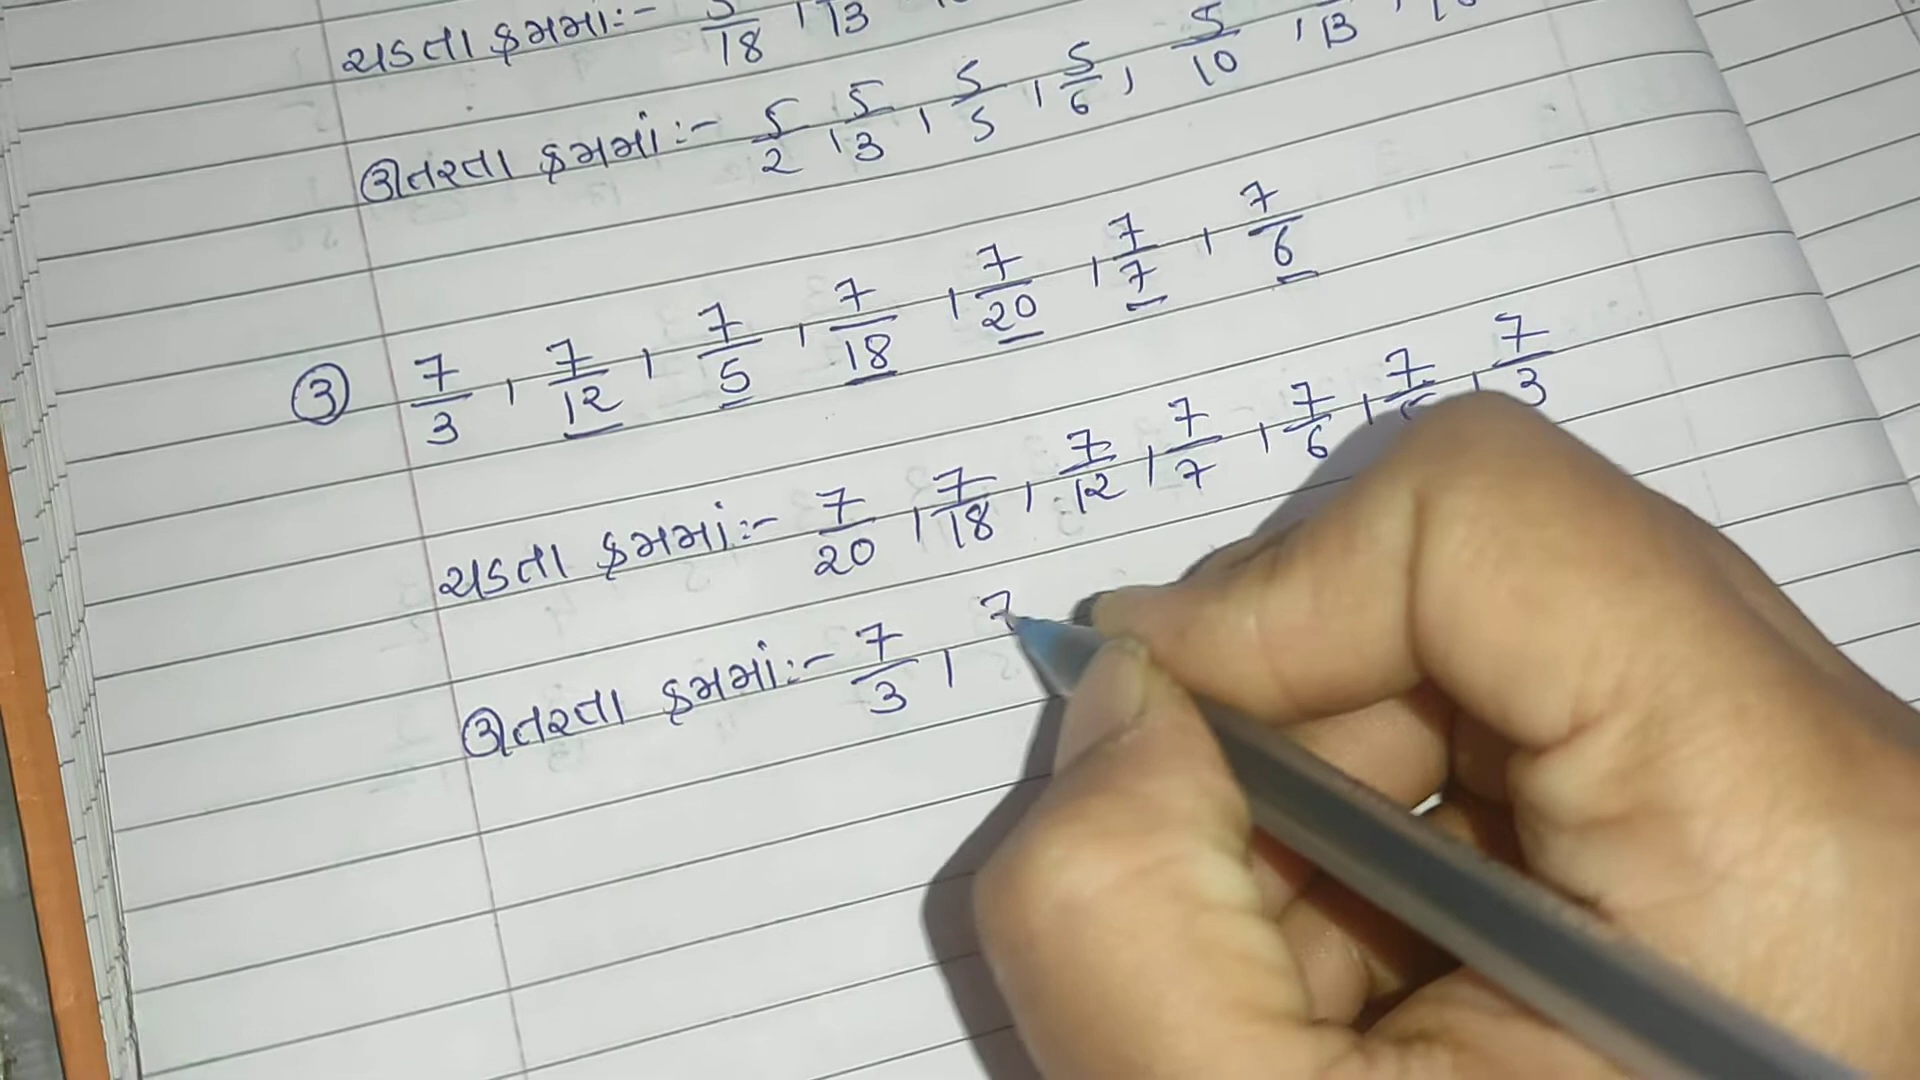 ચડતા ક્રમમાં:- 5/18, /13
ઊતરતા ક્રમમાં:- 5/2, 5/3, 5/5, 5/6, 5/10, /13,
③ 7/3, 7/12, 7/5, 7/18, 7/20, 7/7, 7/6
ચડતા ક્રમમાં:- 7/20, 7/18, 7/12, 7/7, 7/6, 7/5, 7/3
ઊતરતા ક્રમમાં:- 7/3, 7